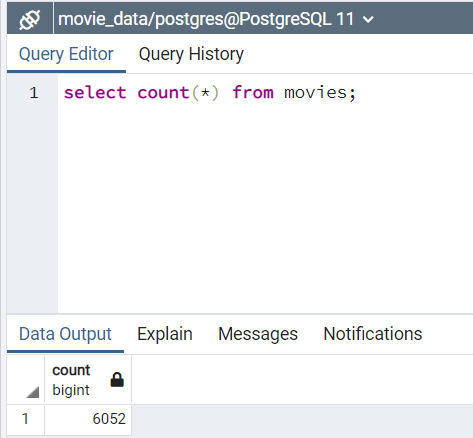 movie_data/postgres@PostgreSQL 11
Query Editor Query History
1 select count(*) from movies;
Data Output Explain Messages Notifications
count
bigint
1 6052